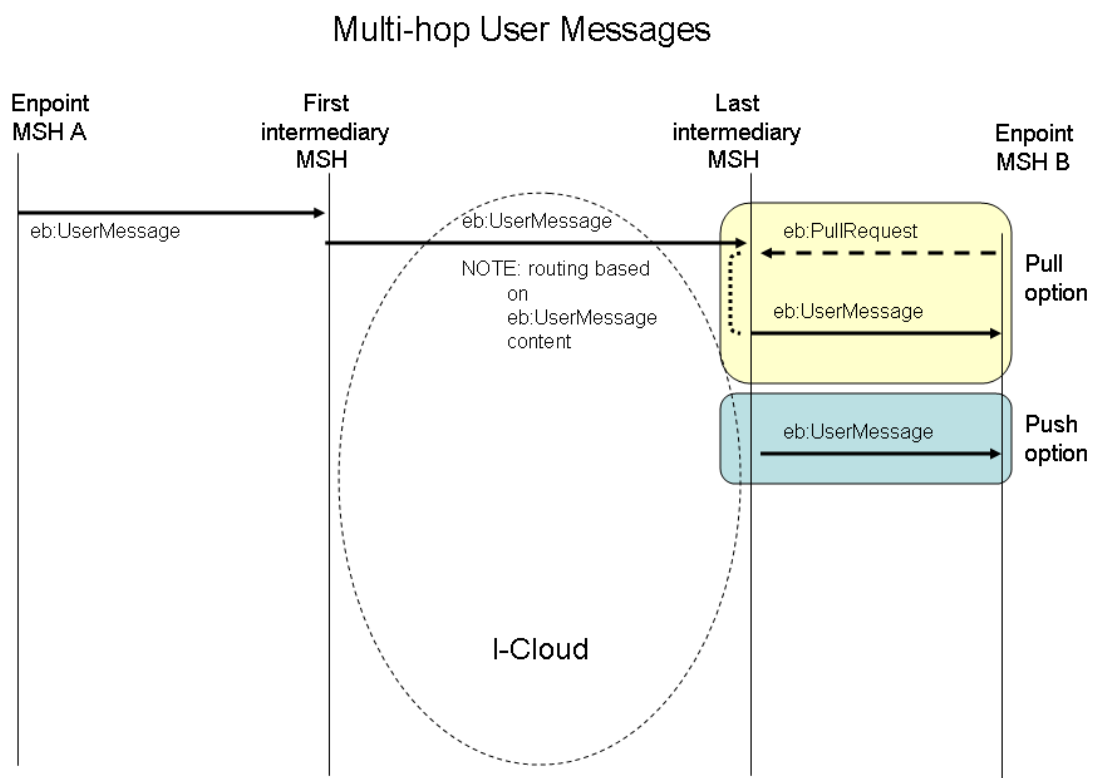 Multi-hop User Messages
Enpoint
MSH A
First
intermediary
MSH
Last
intermediary
MSH
Enpoint
MSH B
eb:UserMessage
eb:UserMessage
NOTE: routing based
on
eb:UserMessage
content
eb:PullRequest
eb:UserMessage
Pull
option
eb:UserMessage
Push
option
I-Cloud